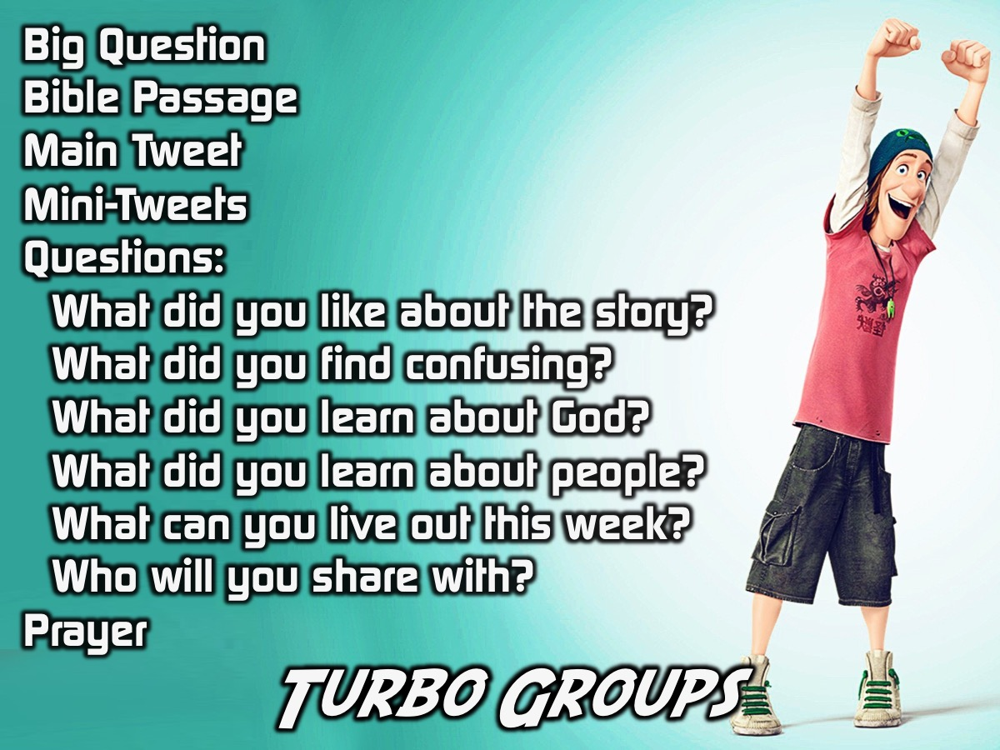 Big Question
Bible Passage
Main Tweet
Mini-Tweets
Questions:
What did you like about the story?
What did you find confusing?
What did you learn about God?
What did you learn about people?
What can you live out this week?
Who will you share with?
Prayer
Turbo Groups